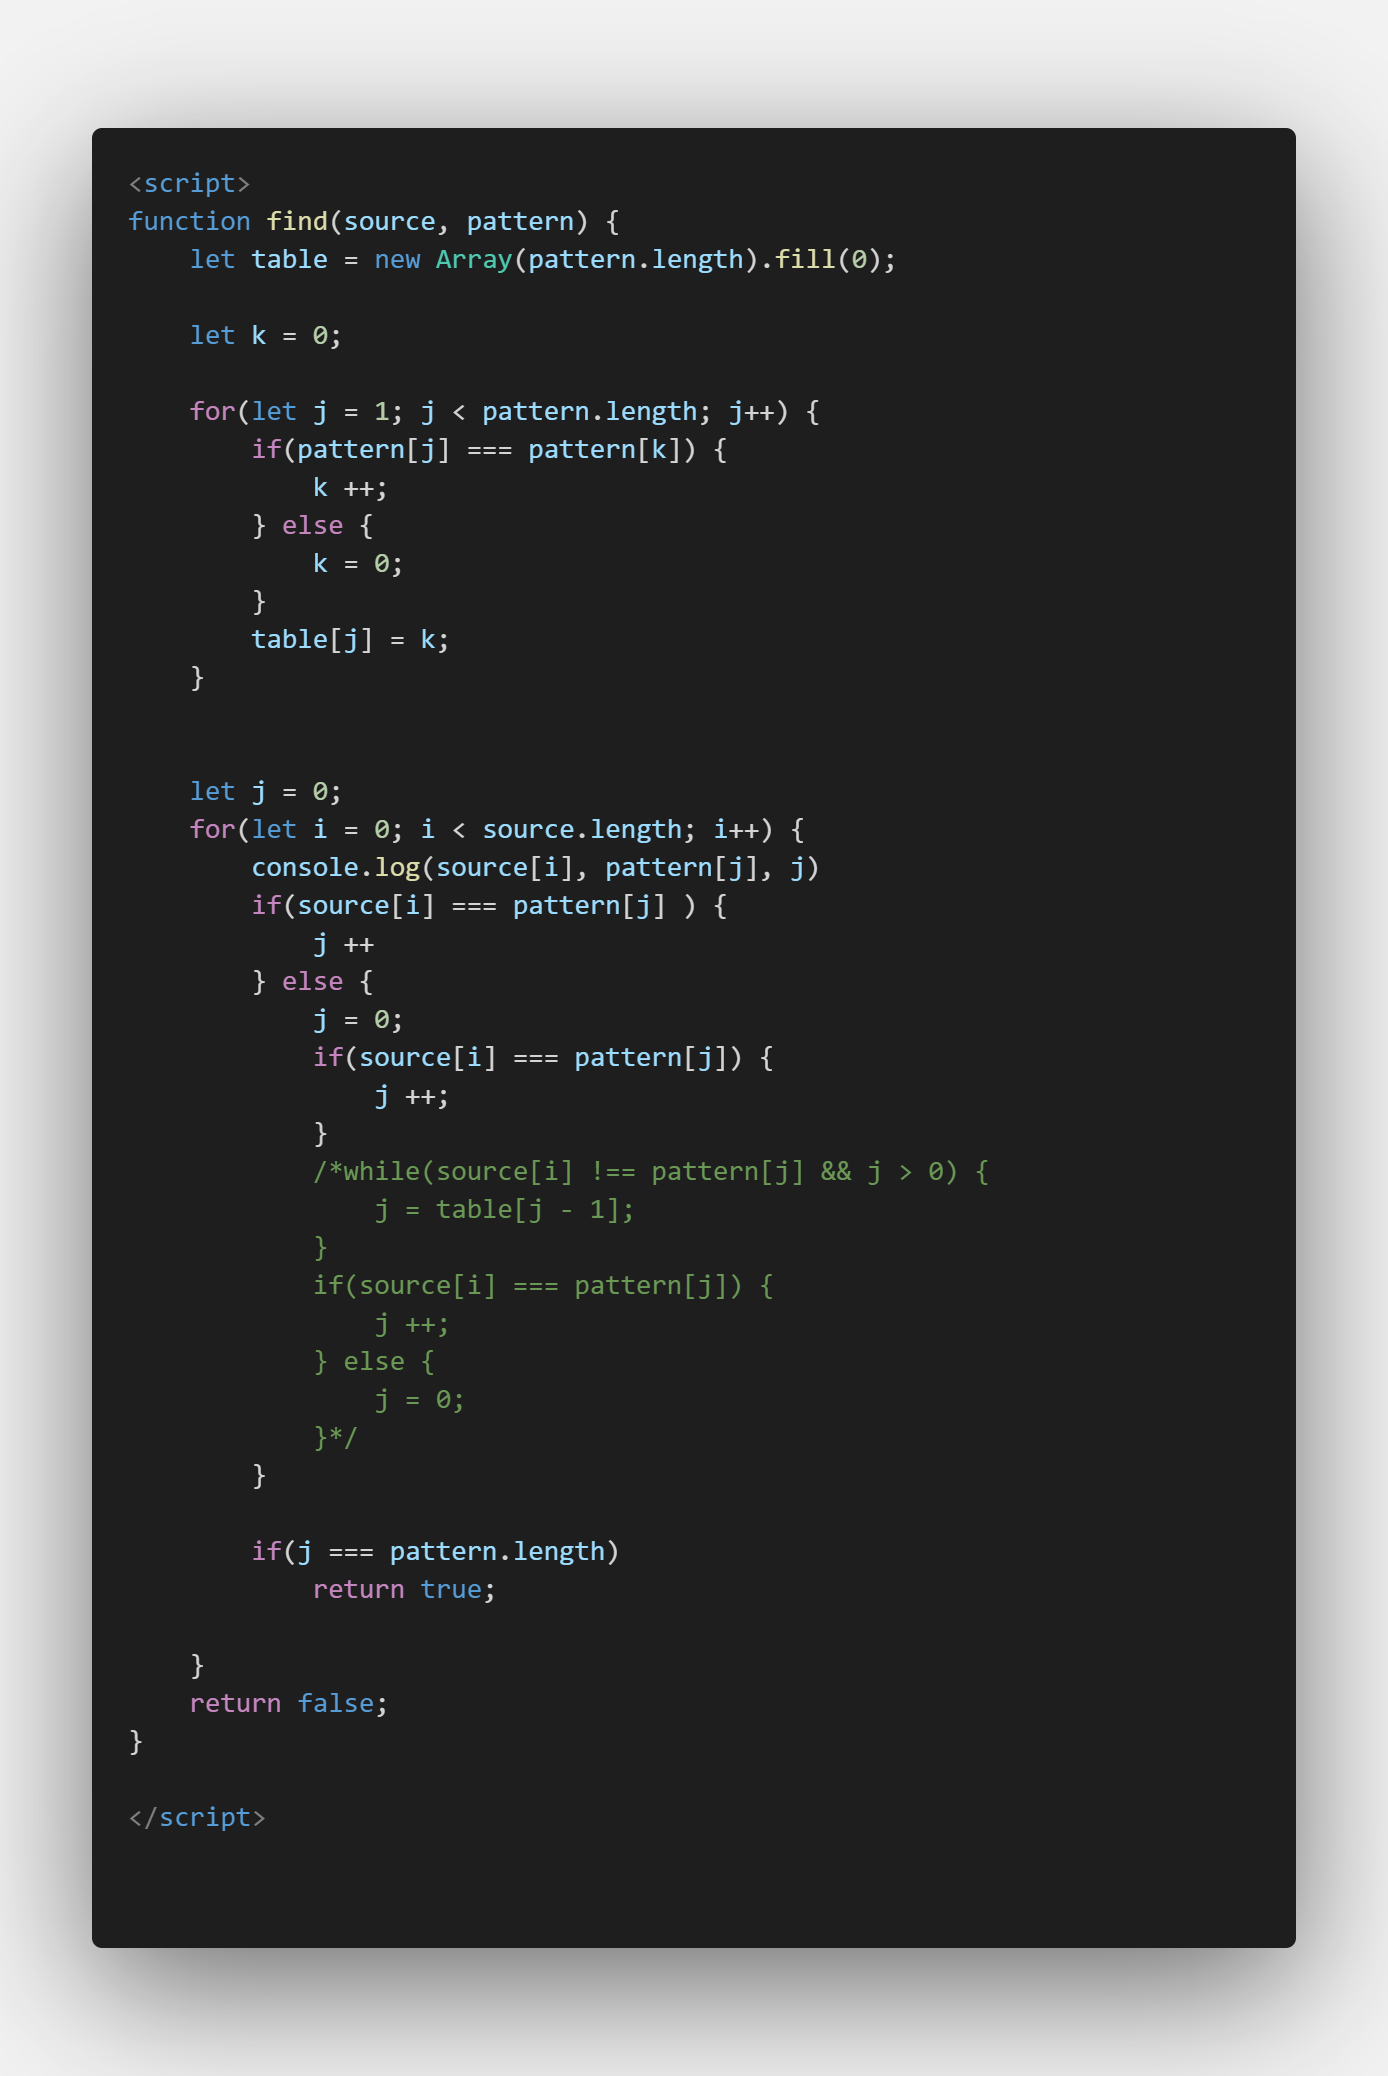 <script>
function find(source, pattern) {
    let table = new Array(pattern.length).fill(0);

    let k = 0;

    for(let j = 1; j < pattern.length; j++) {
        if(pattern[j] === pattern[k]) {
            k ++;
        } else {
            k = 0;
        }
        table[j] = k;
    }


    let j = 0;
    for(let i = 0; i < source.length; i++) {
        console.log(source[i], pattern[j], j)
        if(source[i] === pattern[j] ) {
            j ++
        } else {
            j = 0;
            if(source[i] === pattern[j]) {
                j ++;
            }
            /*while(source[i] !== pattern[j] && j > 0) {
                j = table[j - 1];
            }
            if(source[i] === pattern[j]) {
                j ++;
            } else {
                j = 0;
            }*/
        }

        if(j === pattern.length)
            return true;

    }
    return false;
}

</script>